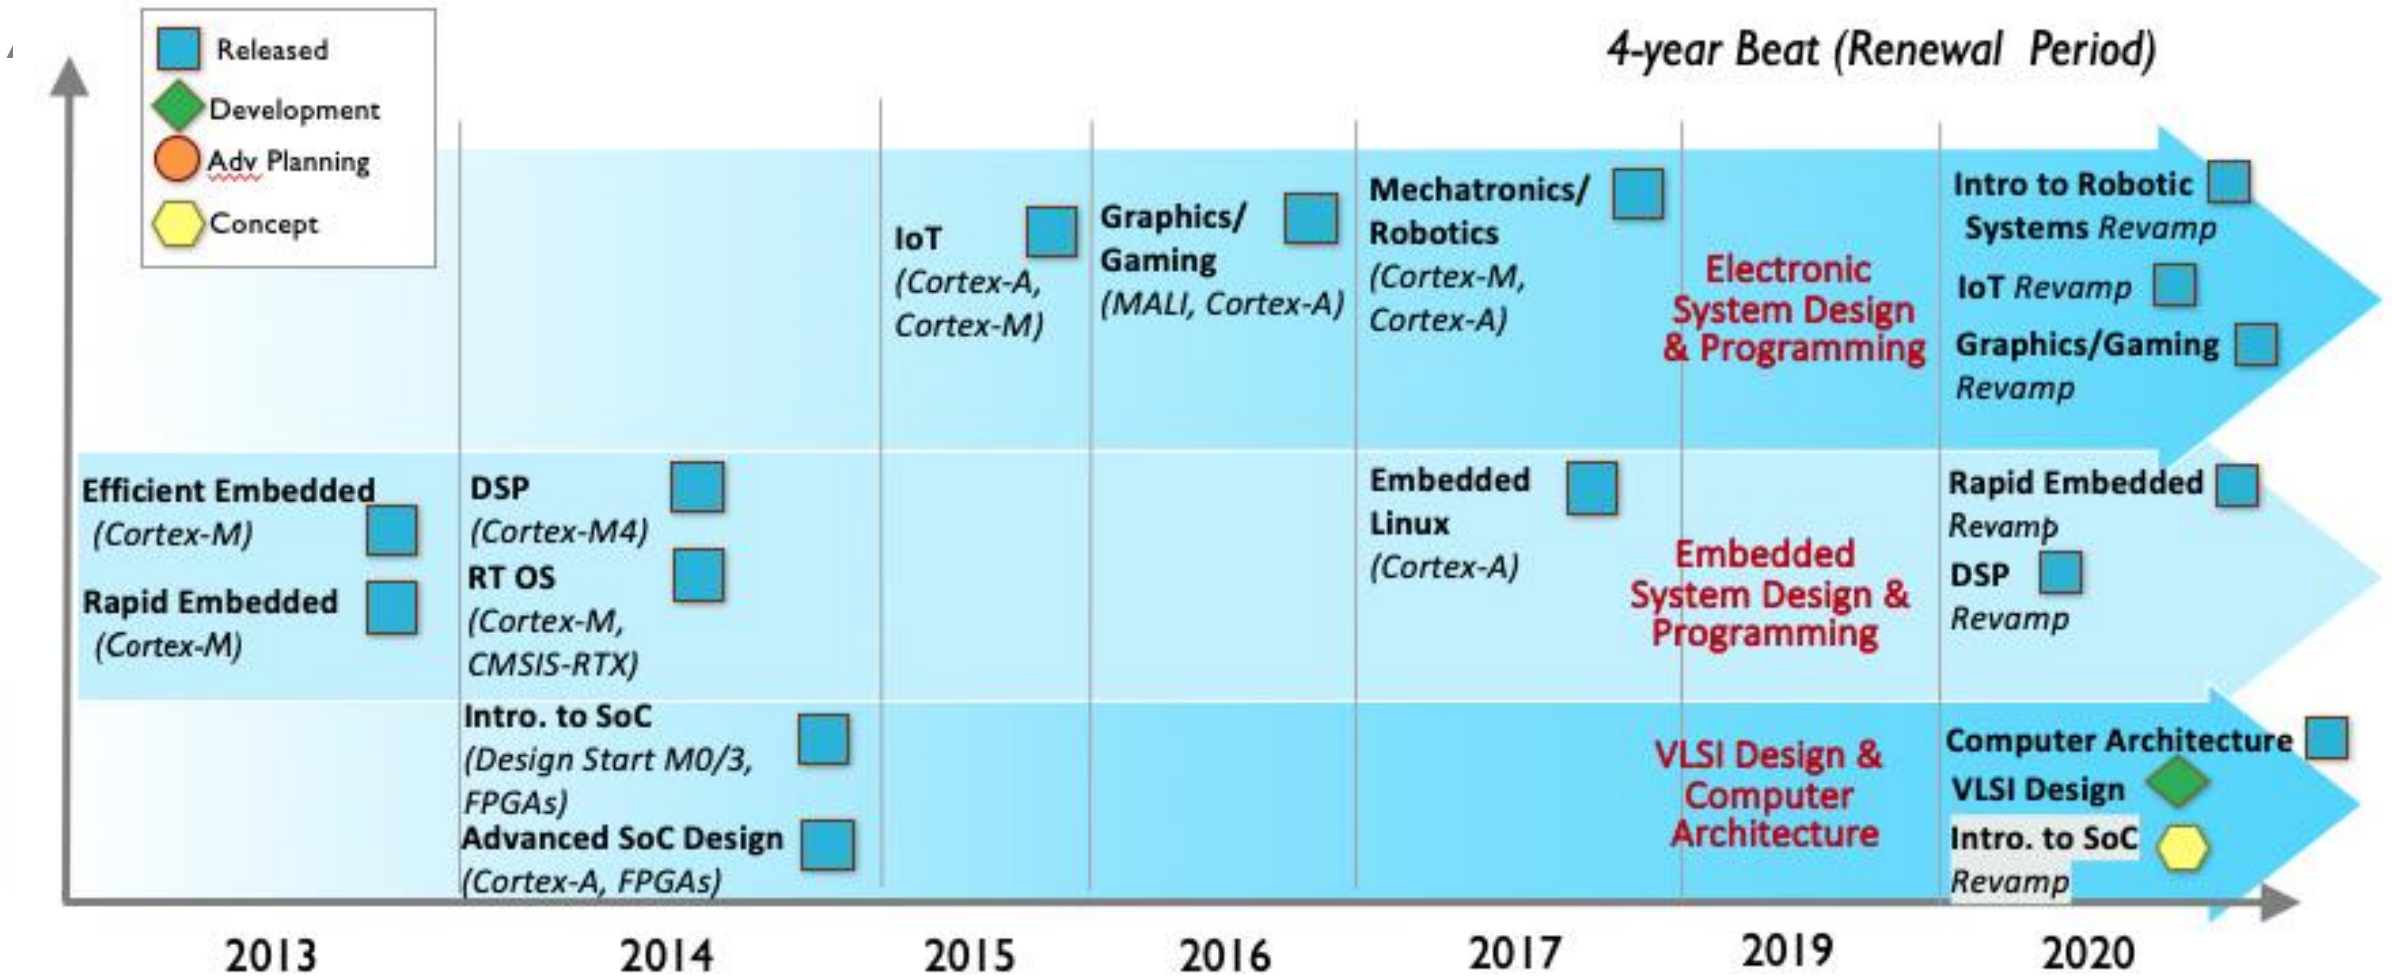 Released
Development
Adv Planning
Concept
4-year Beat (Renewal Period)
IoT
(Cortex-A,
Cortex-M)
Graphics/
Gaming
(MALI, Cortex-A)
Mechatronics/
Robotics
(Cortex-M,
Cortex-A)
Electronic
System Design
& Programming
Intro to Robotic
Systems Revamp
IoT Revamp
Graphics/Gaming
Revamp
Efficient Embedded
(Cortex-M)
Rapid Embedded
(Cortex-M)
DSP
(Cortex-M4)
RT OS
(Cortex-M,
CMSIS-RTX)
Embedded
Linux
(Cortex-A)
Embedded
System Design &
Programming
Rapid Embedded
Revamp
DSP
Revamp
Intro. to SoC
(Design Start M0/3,
FPGAs)
Advanced SoC Design
(Cortex-A, FPGAs)
VLSI Design &
Computer
Architecture
Computer Architecture
VLSI Design
Intro. to SoC
Revamp
2013
2014
2015
2016
2017
2019
2020